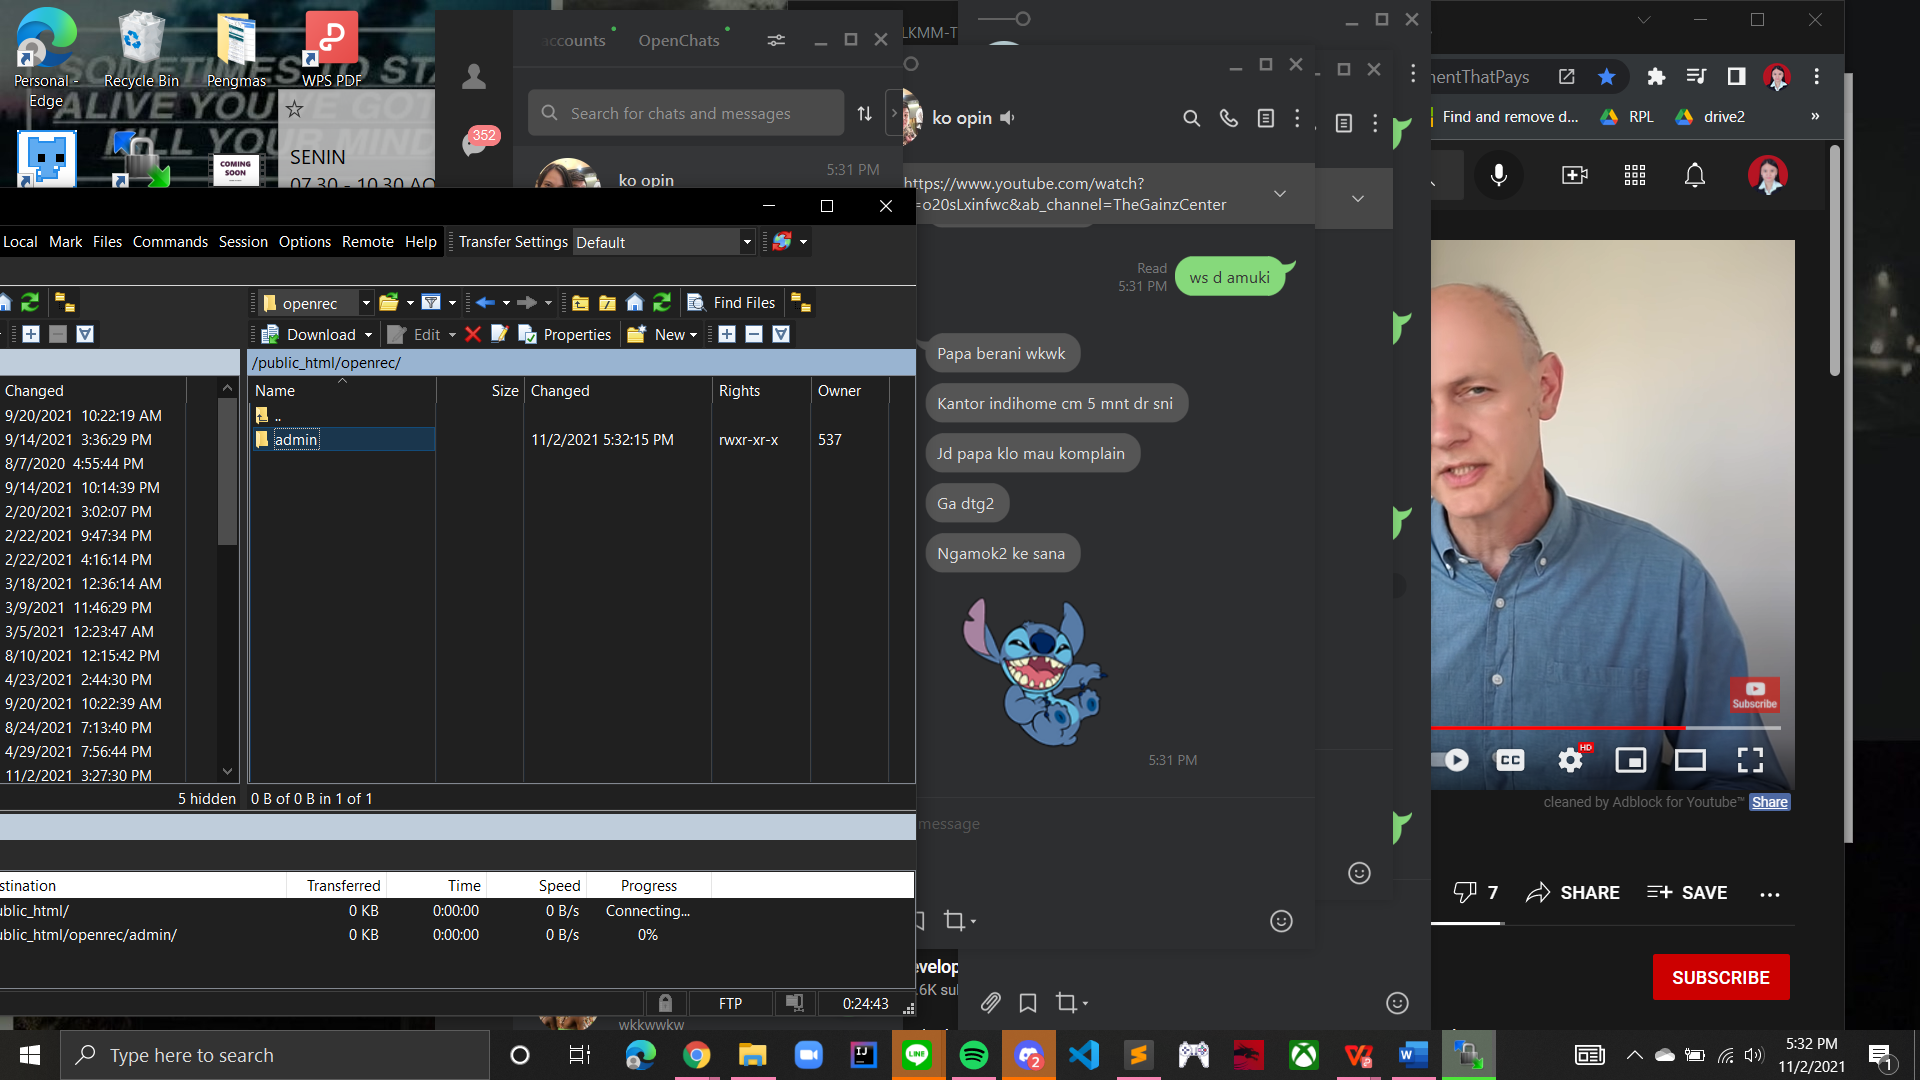 Personal -
Edge
Recycle Bin
Pengmas
WPS PDF
SOMETIMES TO STA
ALIVE YOU'VE GOT
KILL YOUR MIND
COMING
SOON
SENIN
07.30 - 10.30 AO
accounts
OpenChats
Search for chats and messages
352
ko opin
5:31 PM
LKMM-T
ko opin
https://www.youtube.com/watch?
=o20sLxinfwc&ab_channel=TheGainzCenter
Read
5:31 PM
ws d amuki
Papa berani wkwk
Kantor indihome cm 5 mnt dr sni
Jd papa klo mau komplain
Ga dtg2
Ngamok2 ke sana
5:31 PM
message
mentThatPays
Find and remove d...
RPL
drive2
»
Subscribe
CC
HD
cleaned by Adblock for Youtube™
Share
7
SHARE
SAVE
SUBSCRIBE
evelop
.6K su
wkkwwkw
Local
Mark
Files
Commands
Session
Options
Remote
Help
Transfer Settings
Default
openrec
Find Files
Download
Edit
Properties
New
/public_html/openrec/
Changed
9/20/2021 10:22:19 AM
9/14/2021 3:36:29 PM
8/7/2020 4:55:44 PM
9/14/2021 10:14:39 PM
2/20/2021 3:02:07 PM
2/22/2021 9:47:34 PM
2/22/2021 4:16:14 PM
3/18/2021 12:36:14 AM
3/9/2021 11:46:29 PM
3/5/2021 12:23:47 AM
8/10/2021 12:15:42 PM
4/23/2021 2:44:30 PM
9/20/2021 10:22:39 AM
8/24/2021 7:13:40 PM
4/29/2021 7:56:44 PM
11/2/2021 3:27:30 PM
Name Size Changed Rights Owner
..
admin 11/2/2021 5:32:15 PM rwxr-xr-x 537
5 hidden
0 B of 0 B in 1 of 1
stination Transferred Time Speed Progress
ublic_html/ 0 KB 0:00:00 0 B/s Connecting...
ublic_html/openrec/admin/ 0 KB 0:00:00 0 B/s 0%
FTP
0:24:43
Type here to search
IJ
LINE
2
5:32 PM
11/2/2021
1